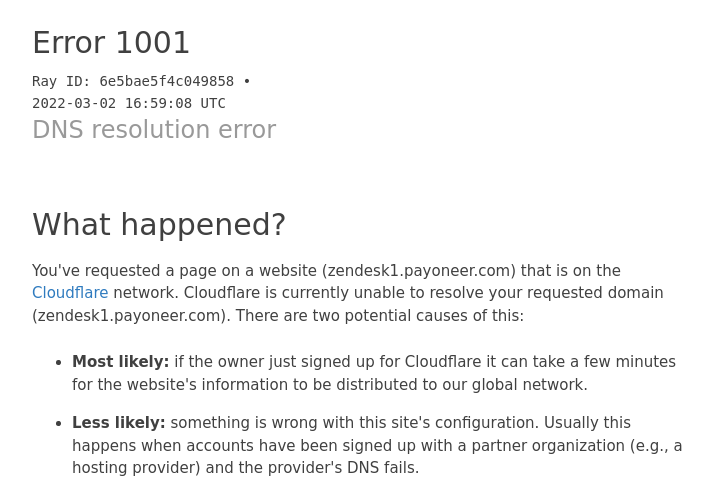 Error 1001
Ray ID: 6e5bae5f4c049858 •
2022-03-02 16:59:08 UTC
DNS resolution error
What happened?
You've requested a page on a website (zendesk1.payoneer.com) that is on the
Cloudflare network. Cloudflare is currently unable to resolve your requested domain
(zendesk1.payoneer.com). There are two potential causes of this:
• Most likely: if the owner just signed up for Cloudflare it can take a few minutes
for the website's information to be distributed to our global network.
• Less likely: something is wrong with this site's configuration. Usually this
happens when accounts have been signed up with a partner organization (e.g., a
hosting provider) and the provider's DNS fails.